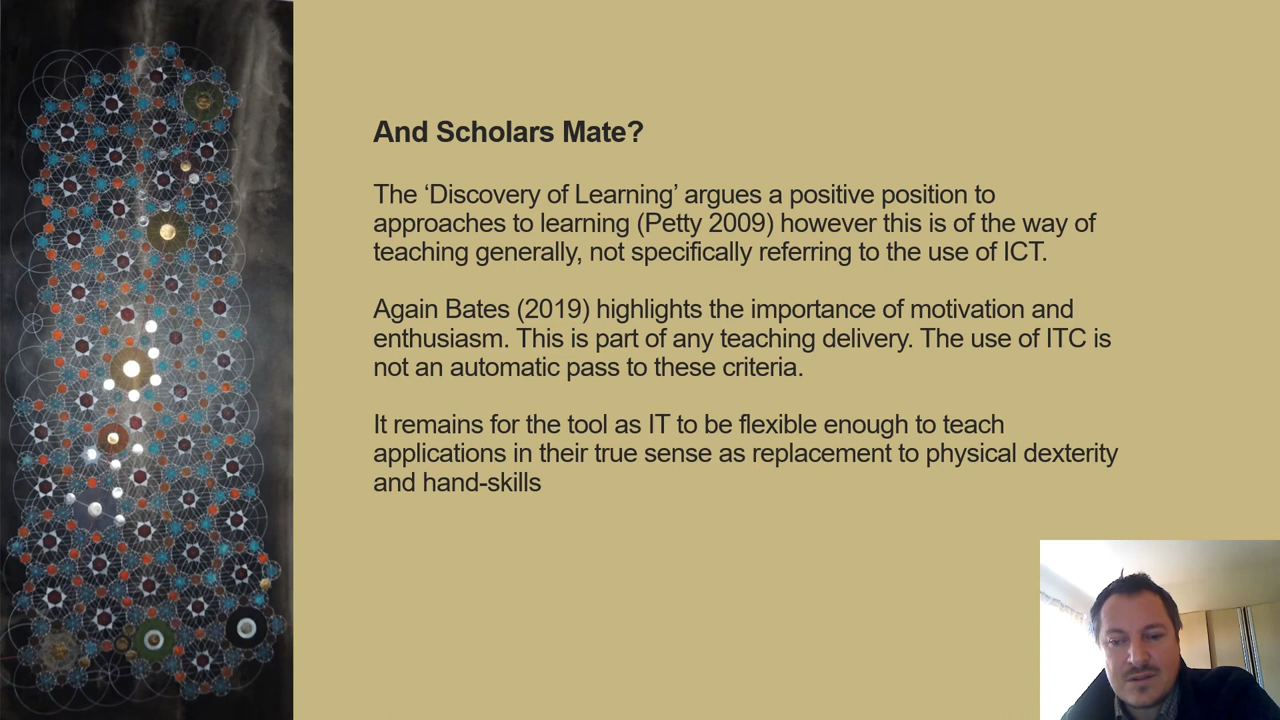 And Scholars Mate?
The ‘Discovery of Learning’ argues a positive position to
approaches to learning (Petty 2009) however this is of the way of
teaching generally, not specifically referring to the use of ICT.
Again Bates (2019) highlights the importance of motivation and
enthusiasm. This is part of any teaching delivery. The use of ITC is
not an automatic pass to these criteria.
It remains for the tool as IT to be flexible enough to teach
applications in their true sense as replacement to physical dexterity
and hand-skills